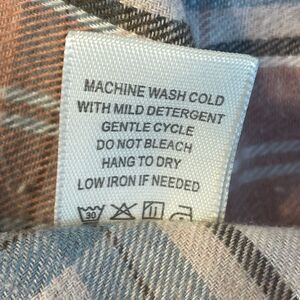 MACHINE WASH COLD
WITH MILD DETERGENT
GENTLE CYCLE
DO NOT BLEACH
HANG TO DRY
LOW IRON IF NEEDED
30